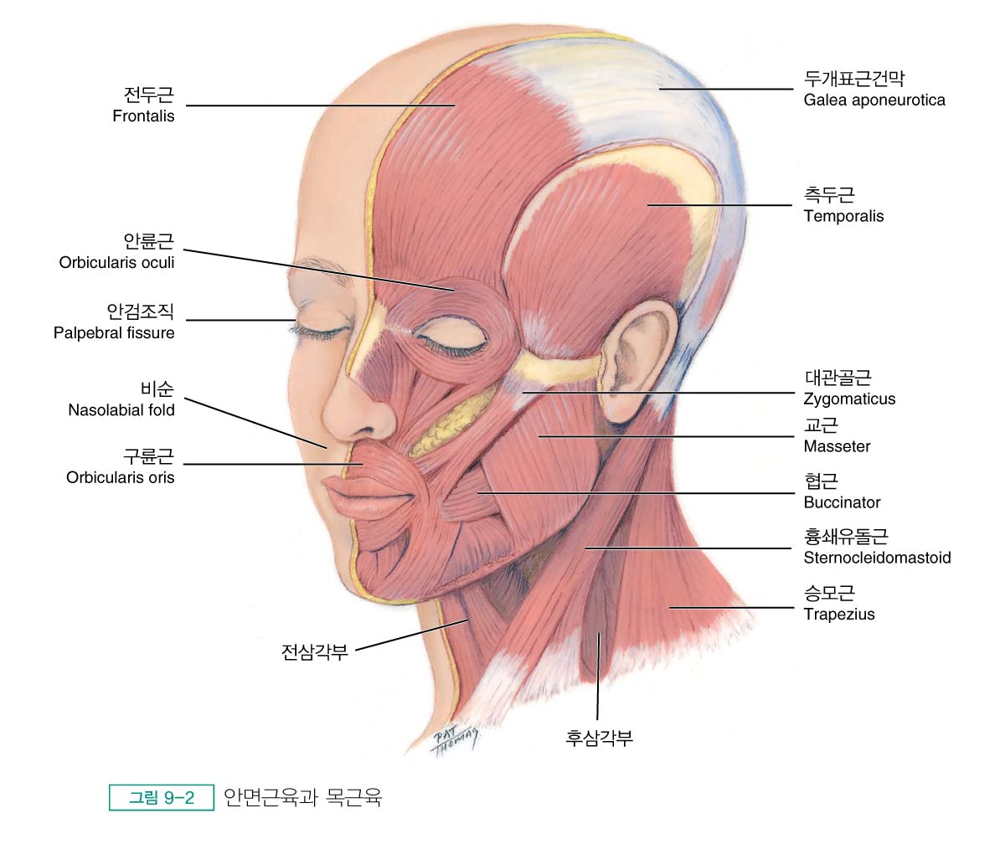 전두근
Frontalis
안륜근
Orbicularis oculi
안검조직
Palpebral fissure
비순
Nasolabial fold
구륜근
Orbicularis oris
전삼각부
두개표근건막
Galea aponeurotica
측두근
Temporalis
대관골근
Zygomaticus
교근
Masseter
협근
Buccinator
흉쇄유돌근
Sternocleidomastoid
승모근
Trapezius
후삼각부
PAT
THOMAS
그림 9-2 안면근육과 목근육